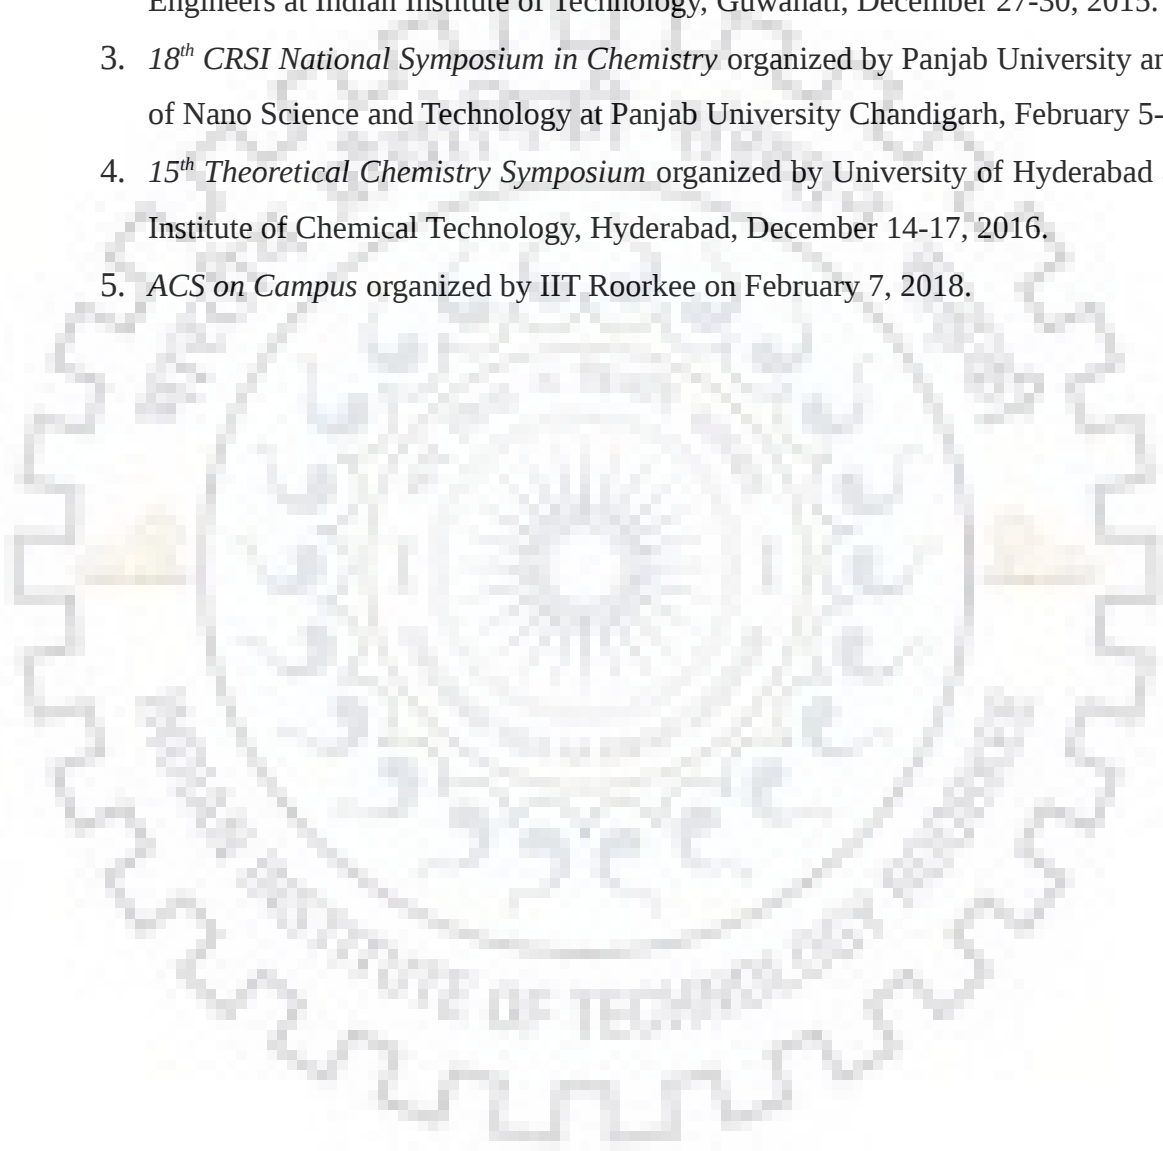 Engineers at Indian Institute of Technology, Guwahati, December 27-30, 2015.
3. 18th CRSI National Symposium in Chemistry organized by Panjab University
of Nano Science and Technology at Panjab University Chandigarh, February 5-
4. 15th Theoretical Chemistry Symposium organized by University of Hyderabad
Institute of Chemical Technology, Hyderabad, December 14-17, 2016.
5. ACS on Campus organized by IIT Roorkee on February 7, 2018.
INSTITUTE OF TECHNOLOGY